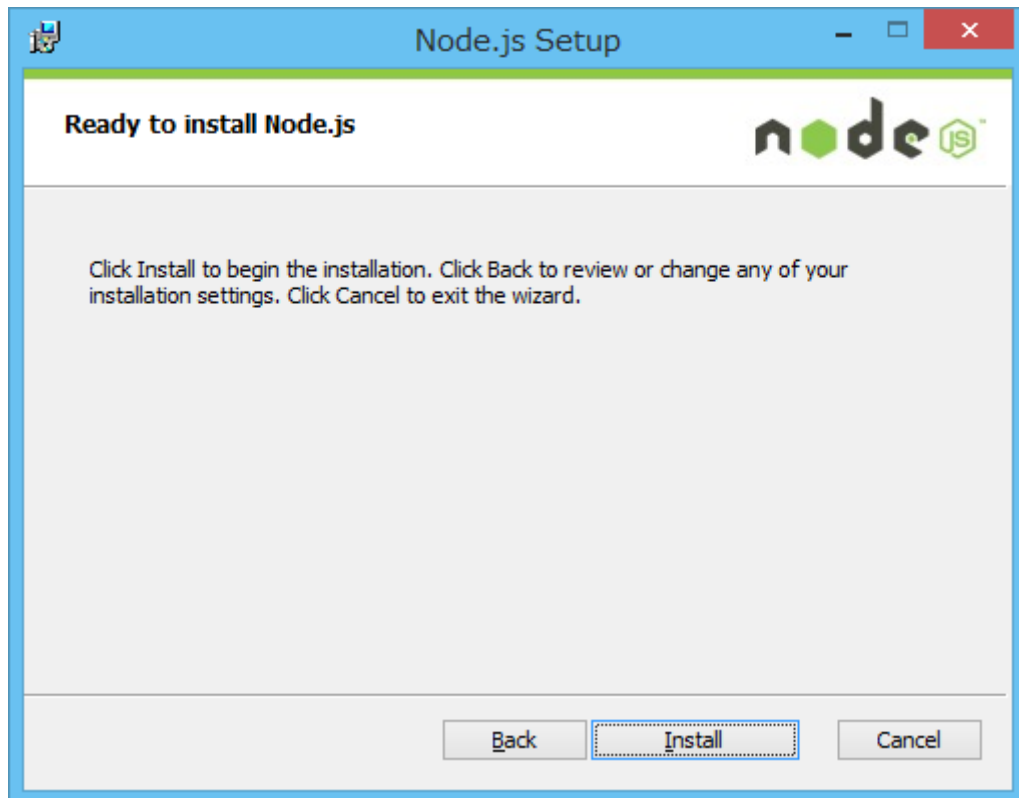 Node.js Setup
Ready to install Node.js
node JS™
Click Install to begin the installation. Click Back to review or change any of your
installation settings. Click Cancel to exit the wizard.
Back
Install
Cancel